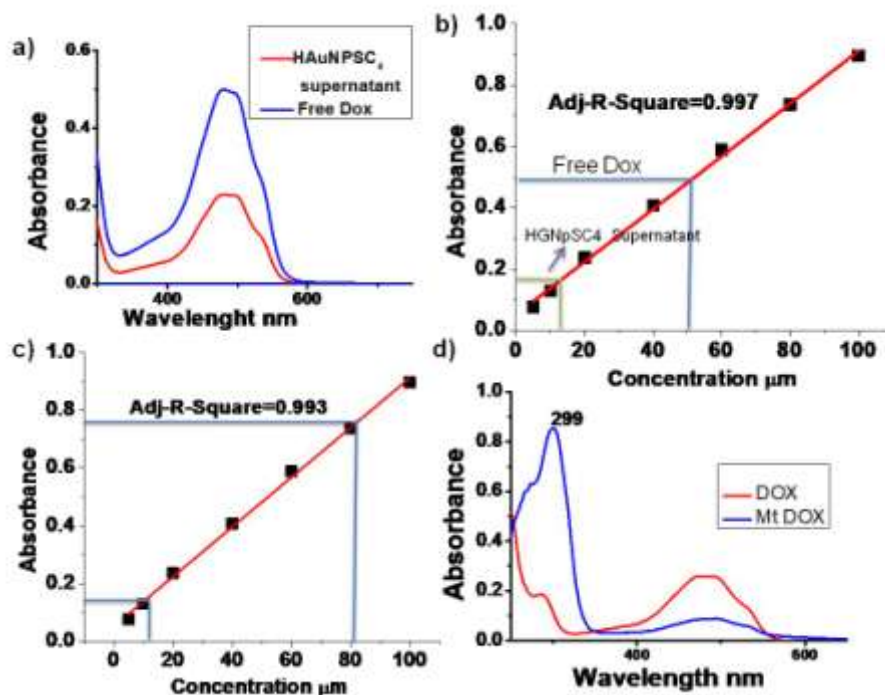 a)
0.6
0.4
0.2
0.0
Absorbance
400
600
Wavelenght nm
HAuNPSC4
supernatant
Free Dox
b)
1.0
0.8
0.6
0.4
0.2
0.0
Absorbance
Adj-R-Square=0.997
Free Dox
HGNpSC4 Supernatant
0
20
40
60
80
100
Concentration μm
c)
1.0
0.8
0.6
0.4
0.2
0.0
Absorbance
Adj-R-Square=0.993
0
20
40
60
80
100
Concentration μm
d)
1.0
0.8
0.6
0.4
0.2
0.0
Absorbance
299
DOX
Mt DOX
400
600
Wavelength nm